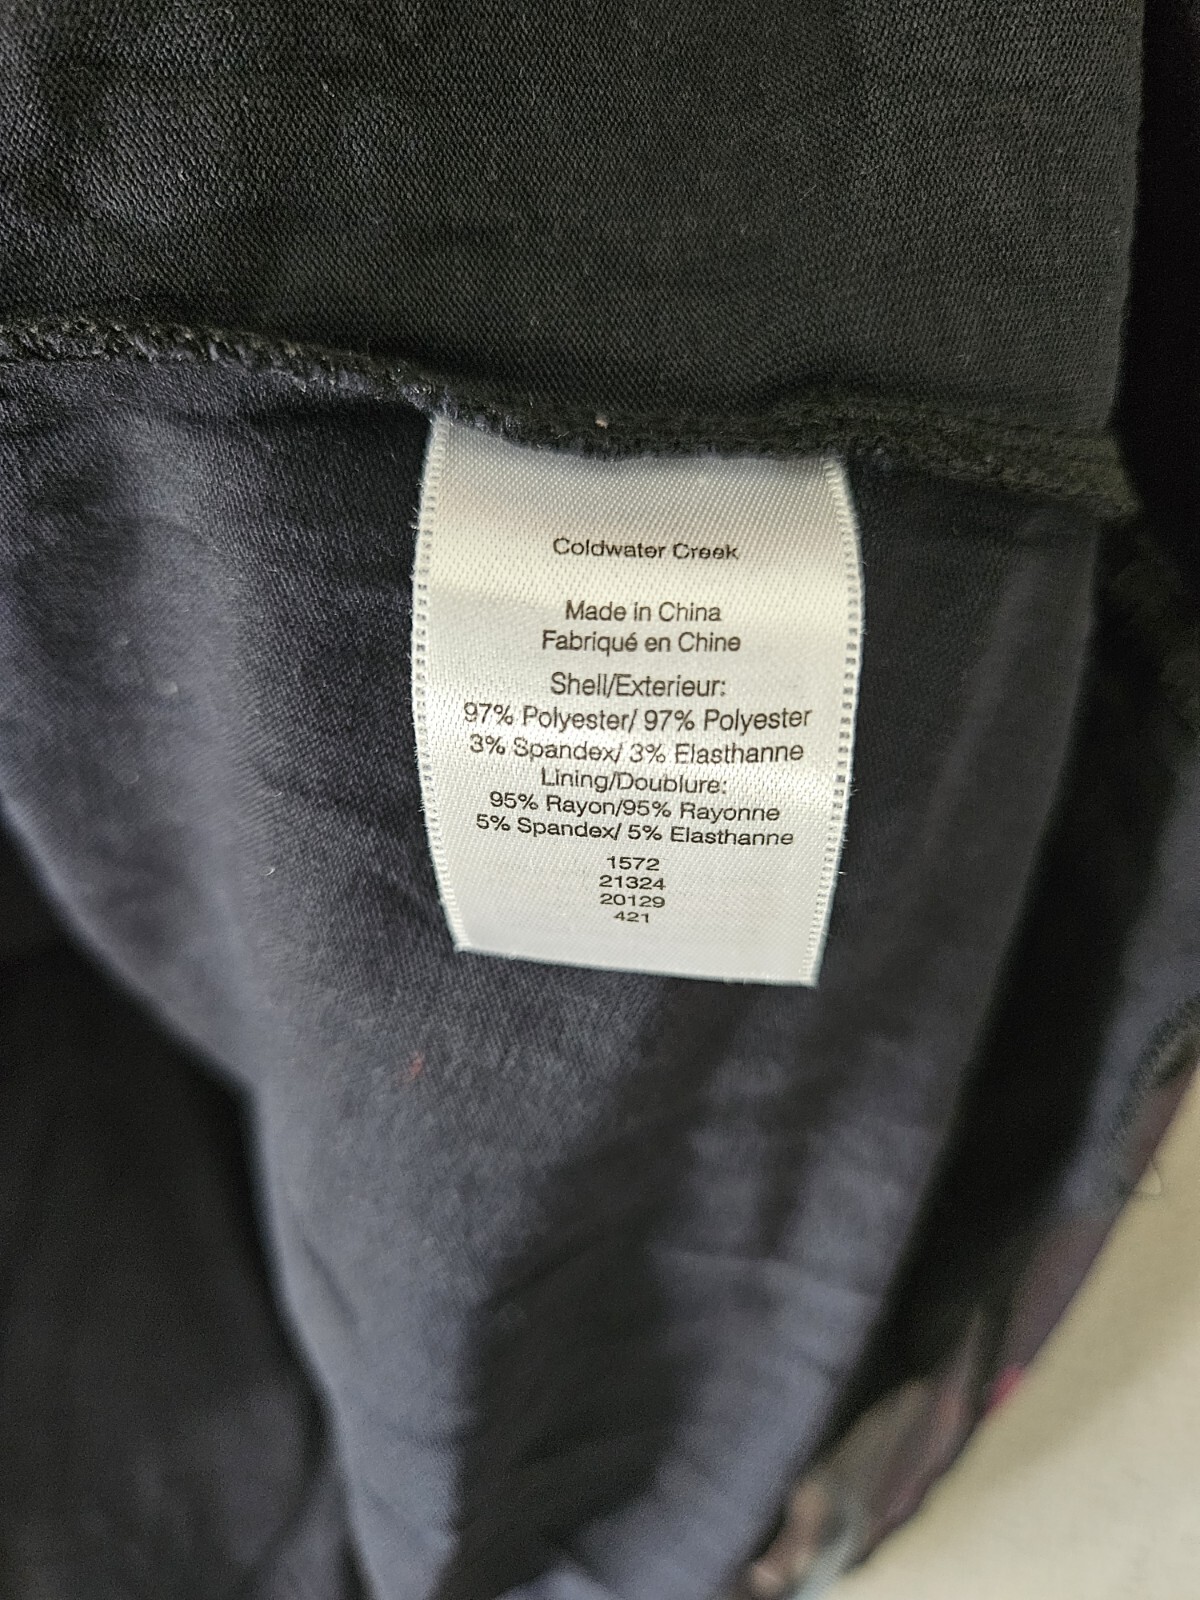 Coldwater Creek
Made in China
Fabriqué en Chine
Shell/Exterieur:
97% Polyester/ 97% Polyester
3% Spandex/ 3% Elasthanne
Lining/Doublure:
95% Rayon/95% Rayonne
5% Spandex/ 5% Elasthanne
1572
21324
20129
421